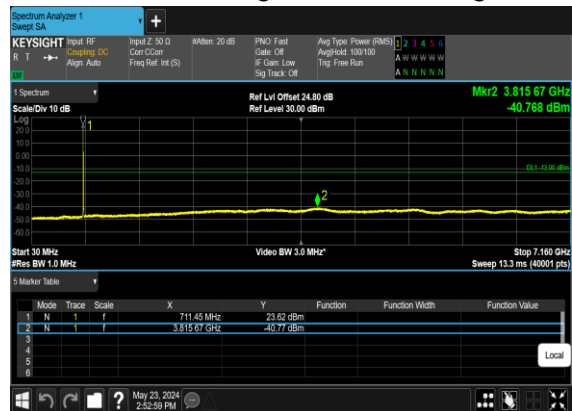 Spectrum Analyzer 1
Swept SA
+
KEYSIGHT Input: RF Input Z: 50 Ω #Atten: 20 dB PNO: Fast Avg Type: Power (RMS) 1 2 3 4 5 6
R T Coupling: DC Corr CCorr Gate: Off Avg|Hold: 100/100 A W W W W W
Align: Auto Freq Ref: Int (S) IF Gain: Low Trig: Free Run
Sig Track: Off A N N N N N
1 Spectrum Ref Lvl Offset 24.80 dB Mkr2 3.815 67 GHz
Scale/Div 10 dB Ref Level 30.00 dBm -40.768 dBm
Log
1
20.0
10.0
0.00
-10.0
DL1 -13.00 dBm
-20.0
-30.0
2
-40.0
-50.0
-60.0
Start 30 MHz Video BW 3.0 MHz* Stop 7.160 GHz
#Res BW 1.0 MHz Sweep 13.3 ms (40001 pts)
5 Marker Table
Mode Trace Scale X Y Function Function Width Function Value
1 N 1 f 711.45 MHz 23.62 dBm
2 N 1 f 3.815 67 GHz -40.77 dBm
3
4
5
6
Local
? May 23, 2024
2:52:59 PM